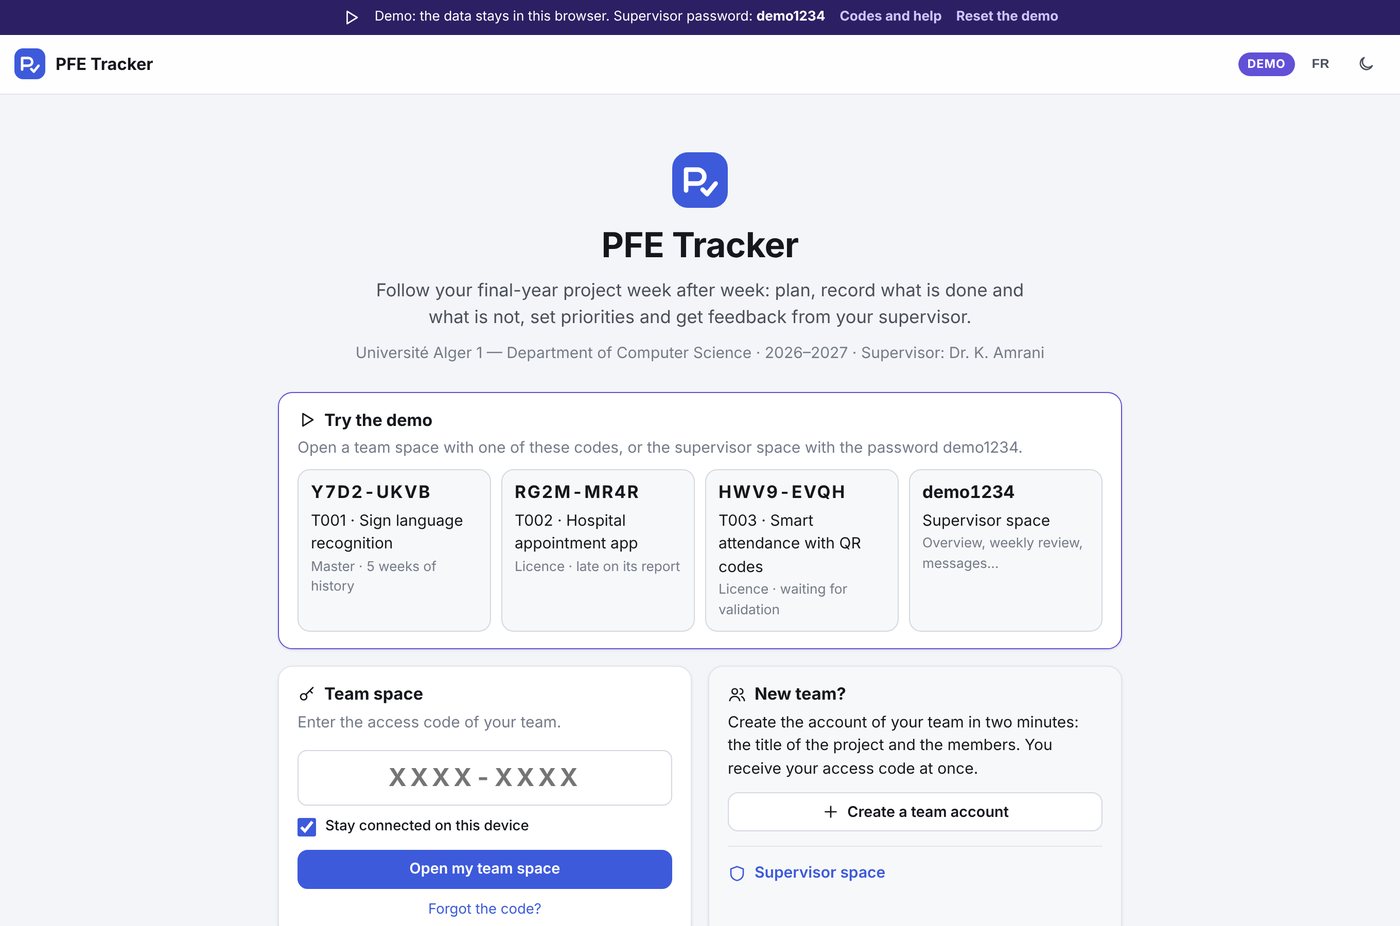 Demo: the data stays in this browser. Supervisor password: demo1234 Codes and help Reset the demo
PFE Tracker
DEMO FR
PFE Tracker
Follow your final-year project week after week: plan, record what is done and
what is not, set priorities and get feedback from your supervisor.
Université Alger 1 — Department of Computer Science · 2026–2027 · Supervisor: Dr. K. Amrani
Try the demo
Open a team space with one of these codes, or the supervisor space with the password demo1234.
Y7D2-UKVB
T001 · Sign language
recognition
Master · 5 weeks of
history
RG2M-MR4R
T002 · Hospital
appointment app
Licence · late on its report
HWV9-EVQH
T003 · Smart
attendance with QR
codes
Licence · waiting for
validation
demo1234
Supervisor space
Overview, weekly review,
messages...
Team space
Enter the access code of your team.
XXXX-XXXX
Stay connected on this device
Open my team space
Forgot the code?
New team?
Create the account of your team in two minutes:
the title of the project and the members. You
receive your access code at once.
Create a team account
Supervisor space